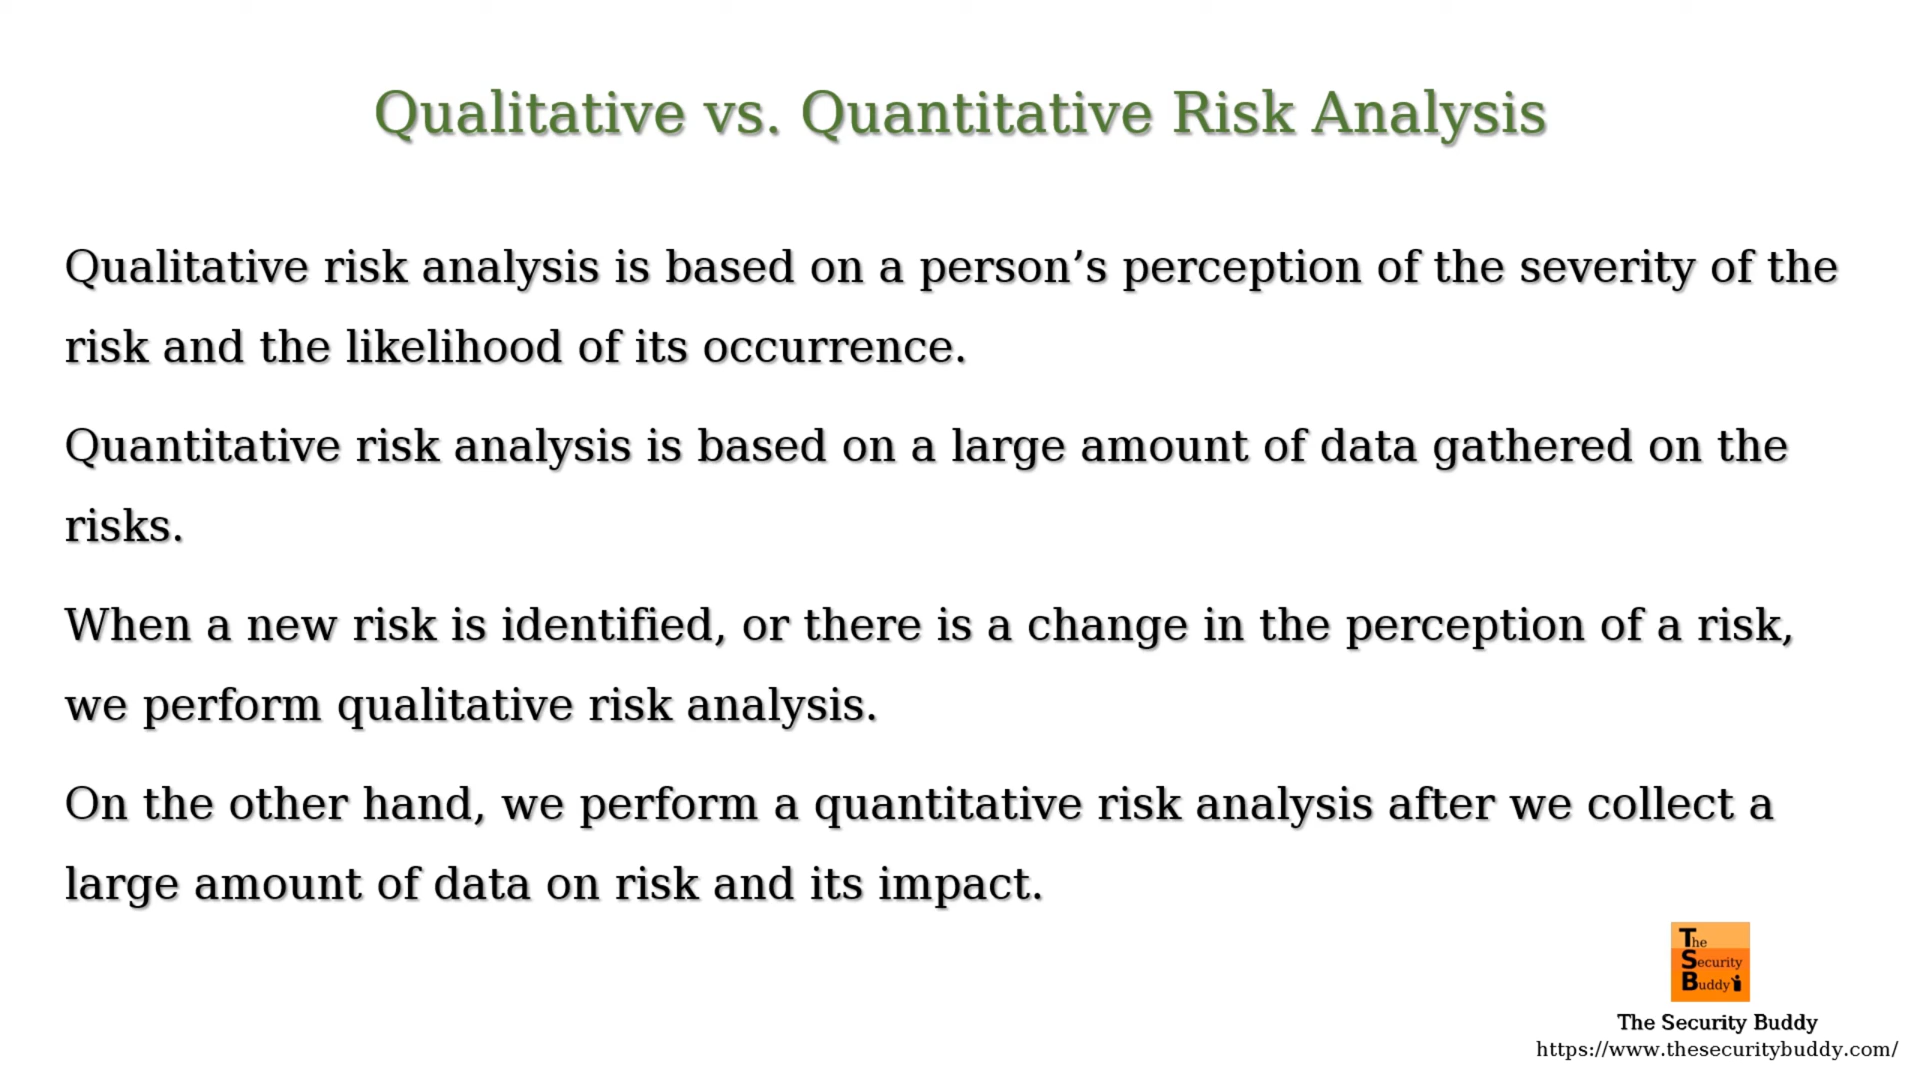 Qualitative vs. Quantitative Risk Analysis
Qualitative risk analysis is based on a person’s perception of the severity of the
risk and the likelihood of its occurrence.
Quantitative risk analysis is based on a large amount of data gathered on the
risks.
When a new risk is identified, or there is a change in the perception of a risk,
we perform qualitative risk analysis.
On the other hand, we perform a quantitative risk analysis after we collect a
large amount of data on risk and its impact.
The
Security
Buddy
The Security Buddy
https://www.thesecuritybuddy.com/